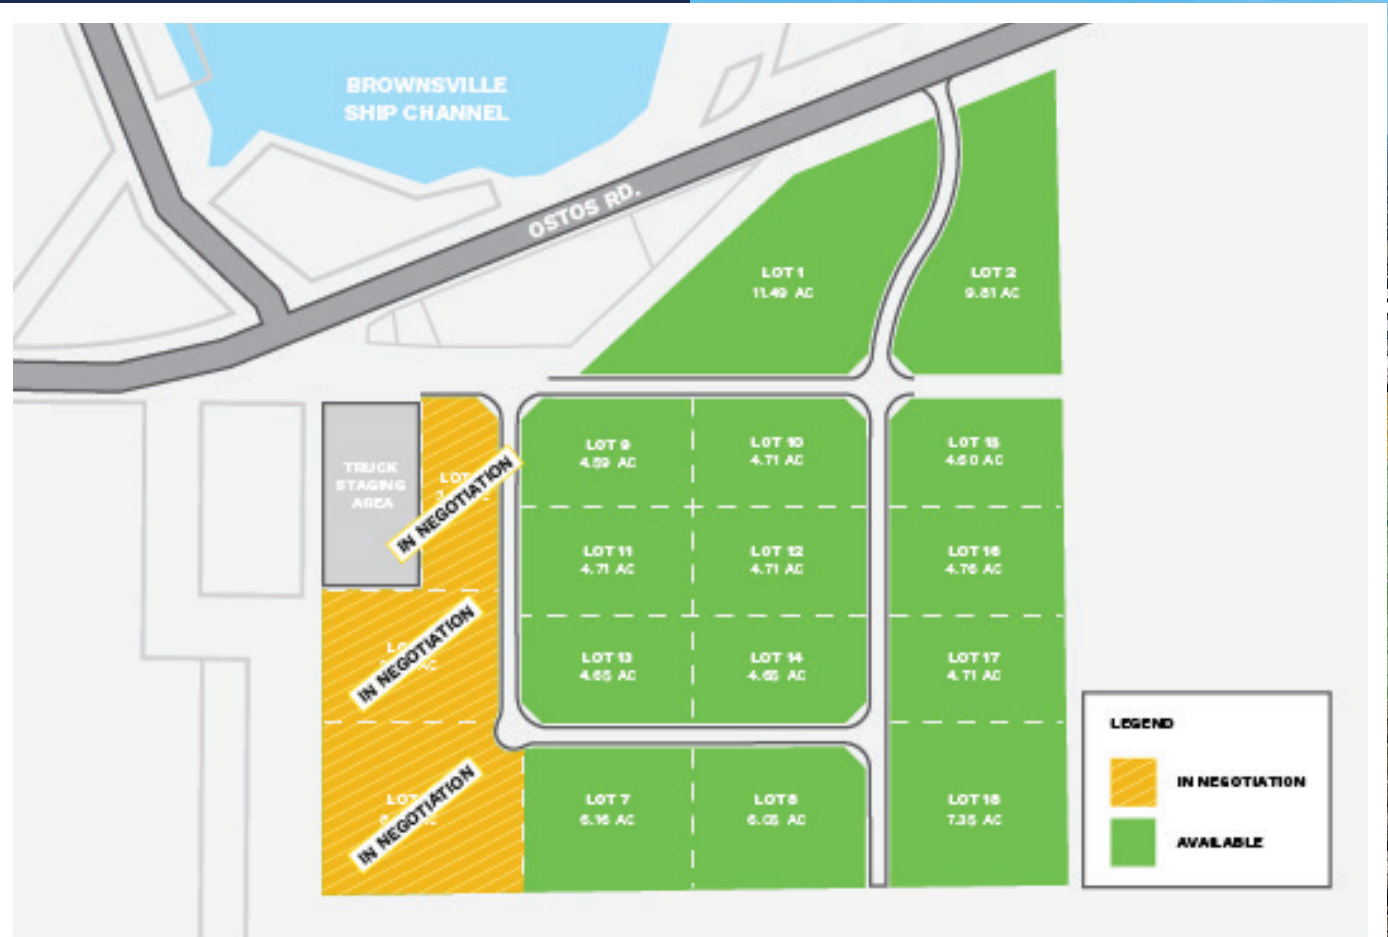 BROWNSVILLE
SHIP CHANNEL
OSTOS RD.
LOT 1
11.49 AC
LOT 2
9.81 AC
TRUCK
STAGING
AREA
LOT
IN NEGOTIATION
LOT 9
4.59 AC
LOT 10
4.71 AC
LOT 15
4.60 AC
LOT 11
4.71 AC
LOT 12
4.71 AC
LOT 16
4.76 AC
IN NEGOTIATION
LOT 13
4.65 AC
LOT 14
4.65 AC
LOT 17
4.71 AC
LOT
IN NEGOTIATION
LOT 7
6.16 AC
LOT 8
6.05 AC
LOT 18
7.35 AC
LEGEND
IN NEGOTIATION
AVAILABLE